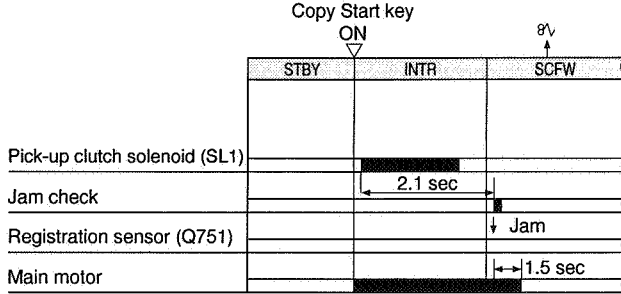 Copy Start key
ON
STBY INTR SCFW
Pick-up clutch solenoid (SL1)
2.1 sec
Jam check
Jam
Registration sensor (Q751)
1.5 sec
Main motor